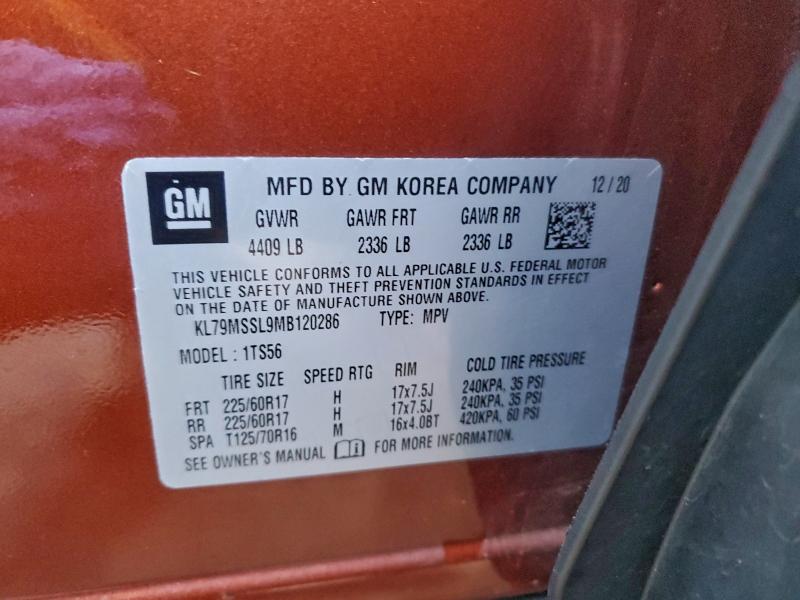 GM MFD BY GM KOREA COMPANY 12/20
GVWR GAWR FRT GAWR RR
4409 LB 2336 LB 2336 LB
THIS VEHICLE CONFORMS TO ALL APPLICABLE U.S. FEDERAL MOTOR
VEHICLE SAFETY AND THEFT PREVENTION STANDARDS IN EFFECT
ON THE DATE OF MANUFACTURE SHOWN ABOVE.
KL79MSSL9MB120286 TYPE: MPV
MODEL: 1TS56
TIRE SIZE SPEED RTG RIM COLD TIRE PRESSURE
FRT 225/60R17 H 17x7.5J 240KPA, 35 PSI
RR 225/60R17 H 17x7.5J 240KPA, 35 PSI
SPA T125/70R16 M 16x4.0BT 420KPA, 60 PSI
SEE OWNER'S MANUAL FOR MORE INFORMATION.